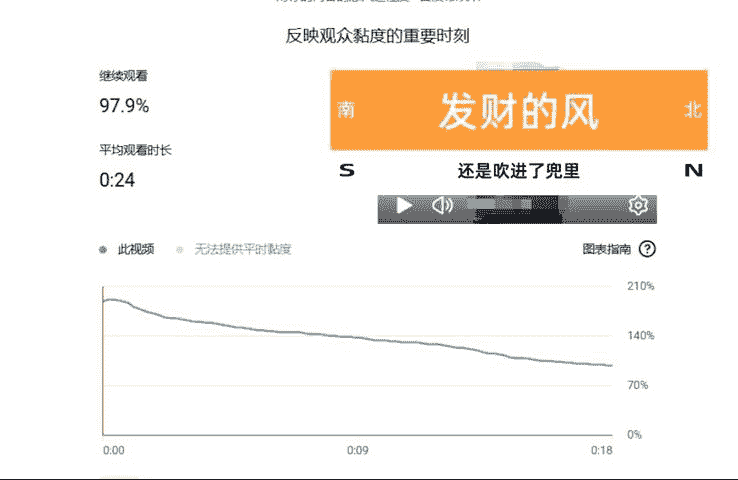 反映观众黏度的重要时刻
继续观看
97.9%
平均观看时长
0:24
南 发财的风 北
S 还是吹进了兜里 N
此视频 无法提供平时黏度 图表指南 ?
210%
140%
70%
0%
0:00 0:09 0:18